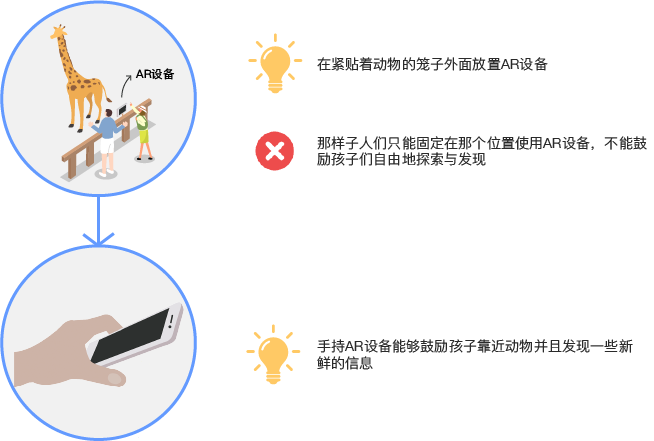 AR设备
在紧贴着动物的笼子外面放置AR设备
那样子人们只能固定在那个位置使用AR设备，不能鼓
励孩子们自由地探索与发现
手持AR设备能够鼓励孩子靠近动物并且发现一些新
鲜的信息